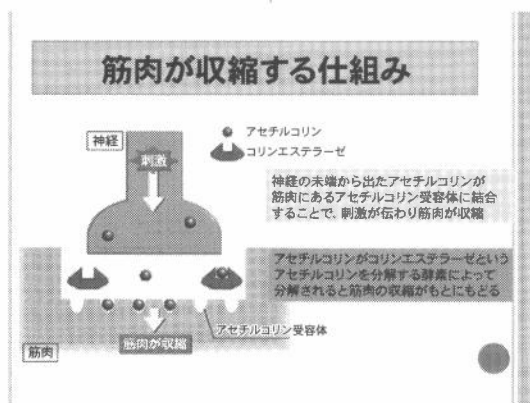 筋肉が収縮する仕組み
神経
刺激
アセチルコリン
コリンエステラーゼ
神経の末端から出たアセチルコリンが
筋肉にあるアセチルコリン受容体に結合
することで、刺激が伝わり筋肉が収縮
アセチルコリンがコリンエステラーゼという
アセチルコリンを分解する酵素によって
分解されると筋肉の収縮がもとにもどる
アセチルコリン受容体
筋肉が収縮
筋肉